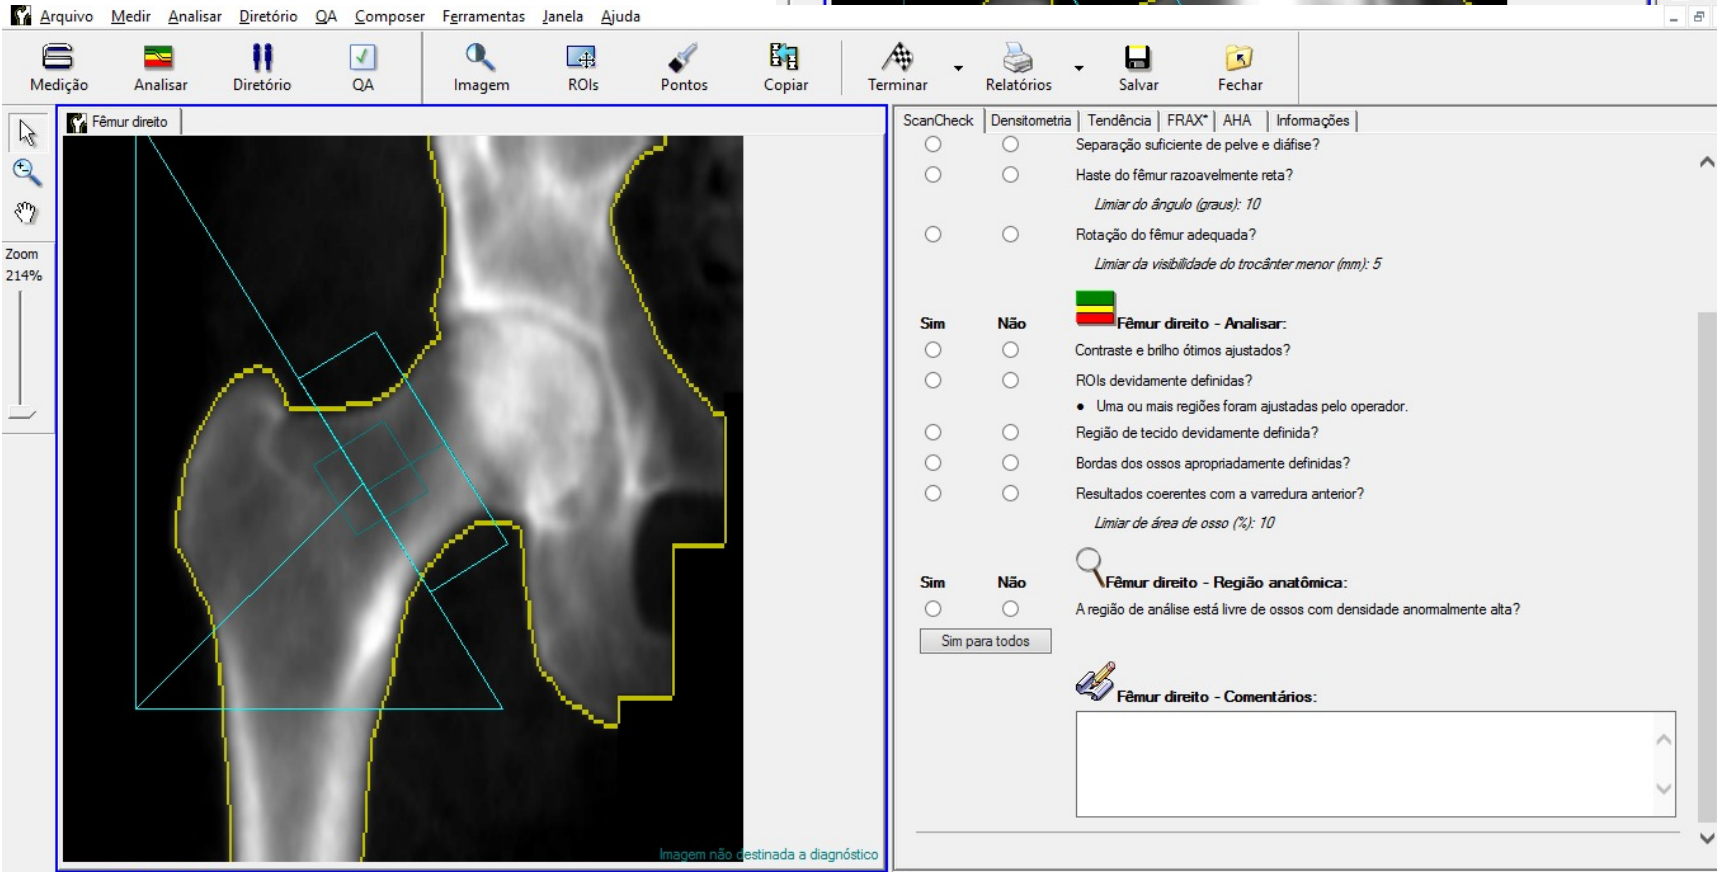 Arquivo Medir Analisar Diretório QA Composer Ferramentas Janela Ajuda
Medição Analisar Diretório QA Imagem ROIs Pontos Copiar Terminar Relatórios Salvar Fechar
Fêmur direito
Zoom
214%
Imagem não destinada a diagnóstico
ScanCheck Densitometria Tendência FRAX* AHA Informações
Separação suficiente de pelve e diáfise?
Haste do fêmur razoavelmente reta?
Limiar do ângulo (graus): 10
Rotação do fêmur adequada?
Limiar da visibilidade do trocânter menor (mm): 5
Sim Não Fêmur direito - Analisar:
Contraste e brilho ótimos ajustados?
ROIs devidamente definidas?
• Uma ou mais regiões foram ajustadas pelo operador.
Região de tecido devidamente definida?
Bordas dos ossos apropriadamente definidas?
Resultados coerentes com a varredura anterior?
Limiar de área de osso (%): 10
Sim Não Fêmur direito - Região anatômica:
A região de análise está livre de ossos com densidade anormalmente alta?
Sim para todos
Fêmur direito - Comentários: